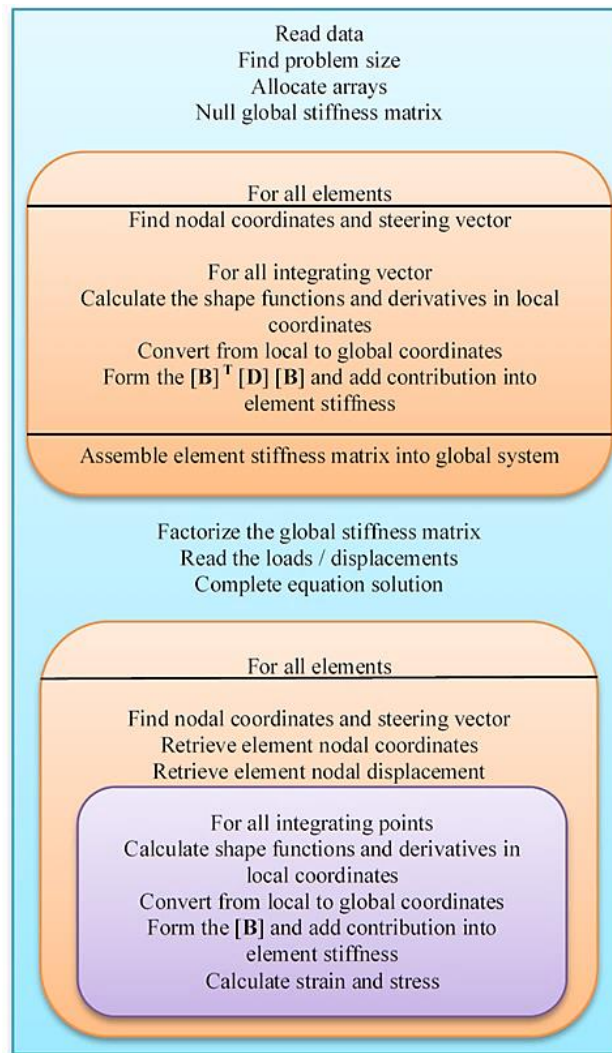 Read data
Find problem size
Allocate arrays
Null global stiffness matrix
For all elements
Find nodal coordinates and steering vector
For all integrating vector
Calculate the shape functions and derivatives in local
coordinates
Convert from local to global coordinates
Form the [B]ᵀ [D] [B] and add contribution into
element stiffness
Assemble element stiffness matrix into global system
Factorize the global stiffness matrix
Read the loads / displacements
Complete equation solution
For all elements
Find nodal coordinates and steering vector
Retrieve element nodal coordinates
Retrieve element nodal displacement
For all integrating points
Calculate shape functions and derivatives in
local coordinates
Convert from local to global coordinates
Form the [B] and add contribution into
element stiffness
Calculate strain and stress